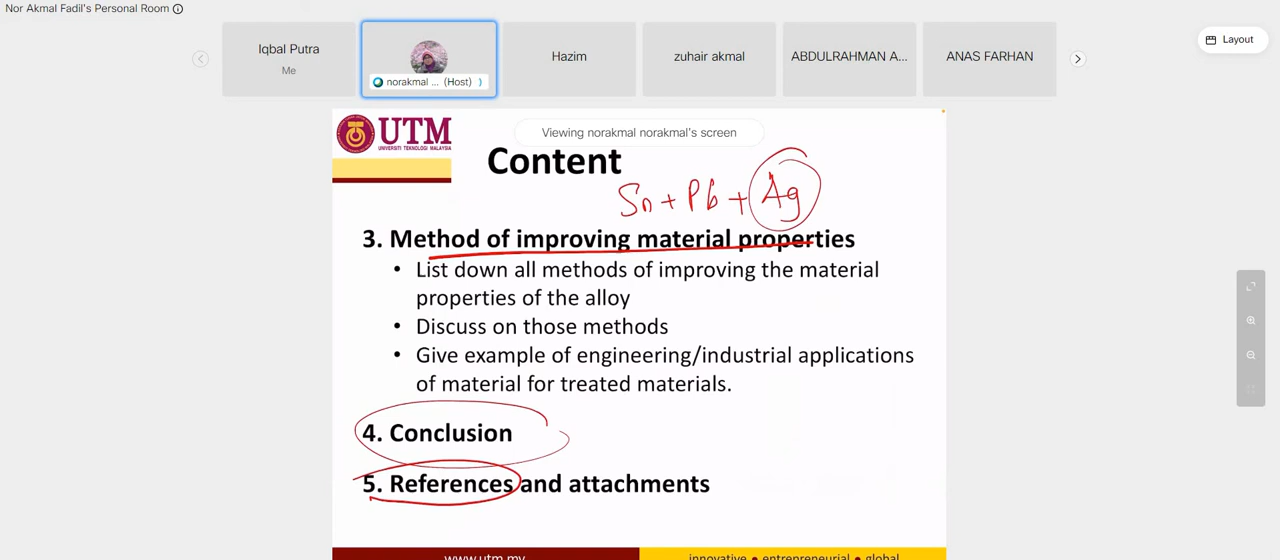 Nor Akmal Fadil's Personal Room
Iqbal Putra
Me
norakmal ... (Host)
Hazim
zuhair akmal
ABDULRAHMAN A...
ANAS FARHAN
Layout
UTM
UNIVERSITI TEKNOLOGI MALAYSIA
Viewing norakmal norakmal's screen
Content
Sn + Pb + Ag
3. Method of improving material properties
• List down all methods of improving the material
properties of the alloy
• Discuss on those methods
• Give example of engineering/industrial applications
of material for treated materials.
4. Conclusion
5. References and attachments
www.utm.my
innovative • entrepreneurial • global